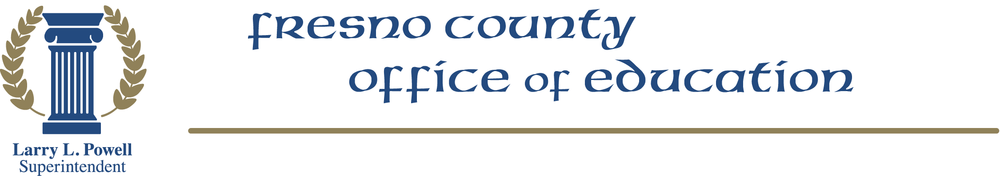 fresno county
office of education
Larry L. Powell
Superintendent